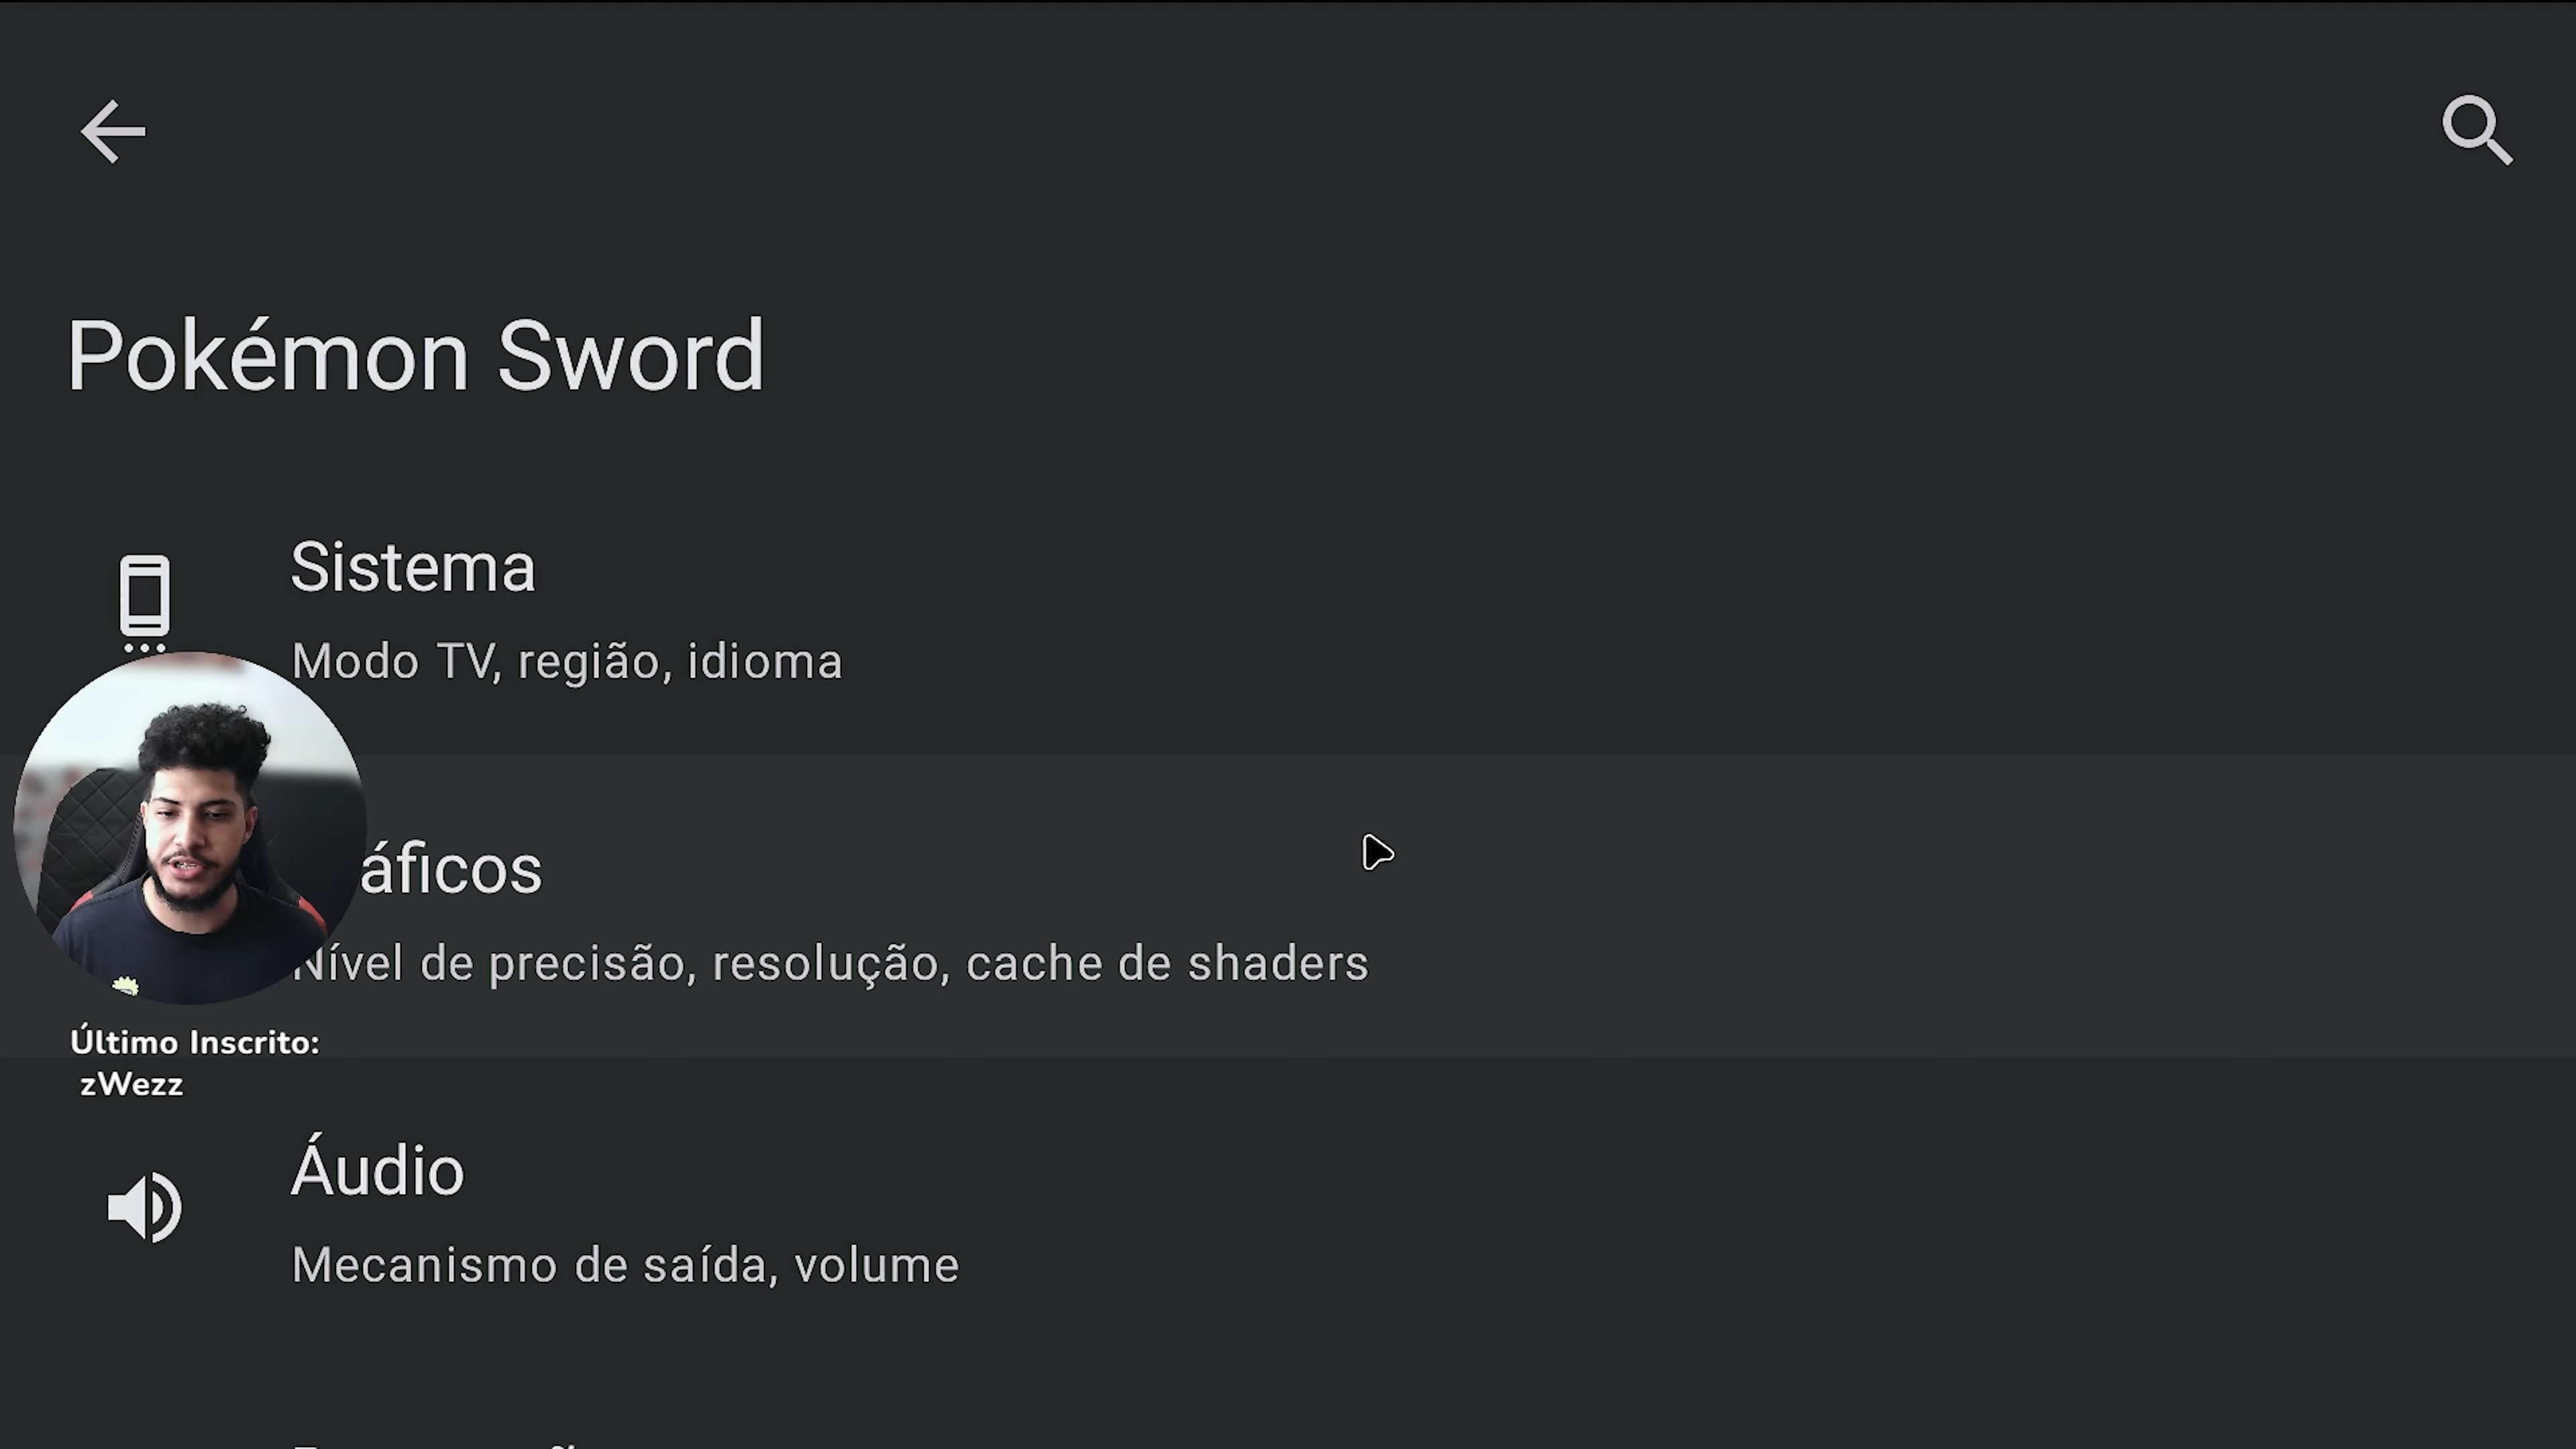 Pokémon Sword
Sistema
Modo TV, região, idioma
áficos
Nível de precisão, resolução, cache de shaders
Último Inscrito:
zWezz
Áudio
Mecanismo de saída, volume